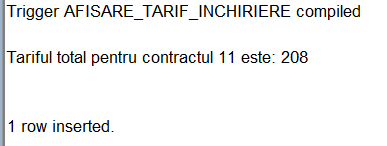 Trigger AFISARE_TARIF_INCHIRIERE compiled
Tariful total pentru contractul 11 este: 208
1 row inserted.